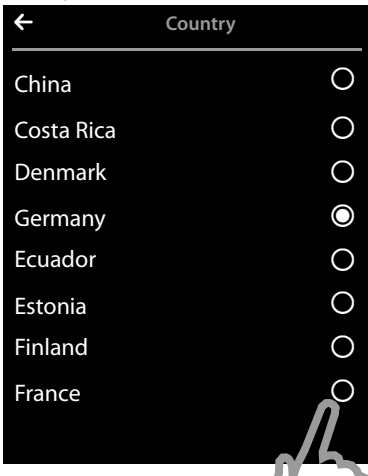 Country
China
Costa Rica
Denmark
Germany
Ecuador
Estonia
Finland
France